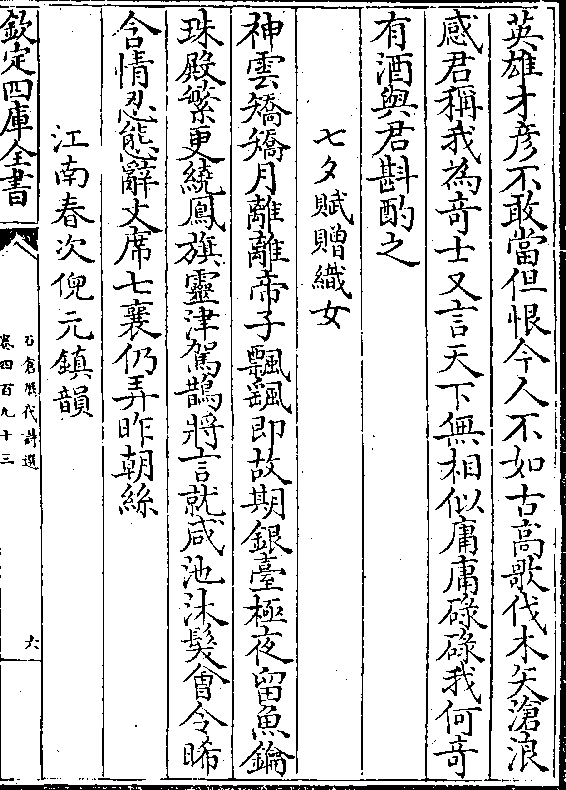 英雄才彦不敢當但恨今人不如古高歌伐木矢滄浪
感君稱我為竒士又言天下無相似庸庸碌碌我何竒
有酒與君斟酌之
七夕賦贈織女
神雲矯矯月離離帝子飄飖即故期銀臺極夜留魚鑰
珠殿繁更繞鳳旗靈津駕鵲將言就咸池沐髮會令晞
含情忍態辭丈席七襄仍弄昨朝絲
江南春次倪元鎮韻
欽定四庫全書
石倉歴代詩選
卷四百九十三
六